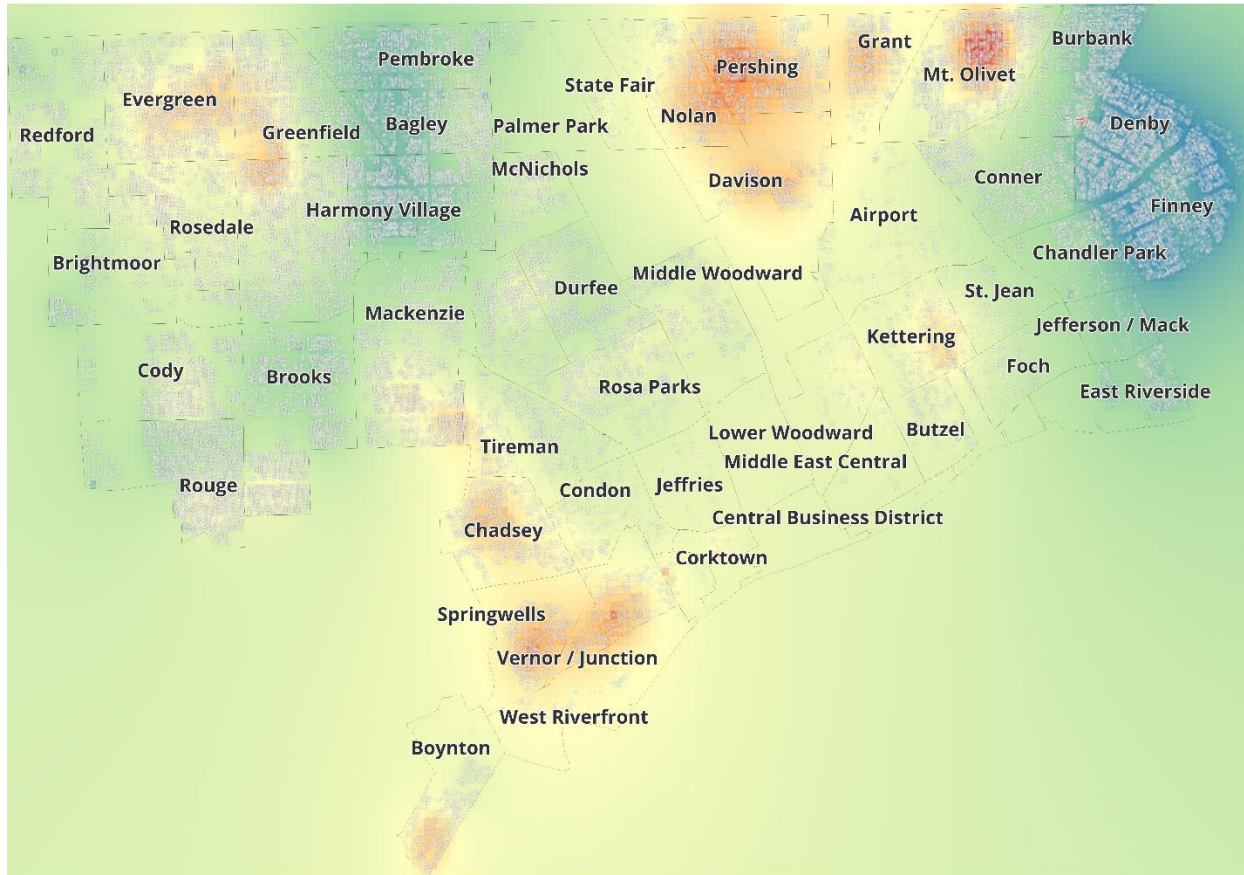 Burbank
Grant
Pembroke
Pershing
Mt. Olivet
State Fair
Evergreen
Nolan
Denby
Redford
Greenfield
Bagley
Palmer Park
McNichols
Conner
Davison
Finney
Harmony Village
Airport
Rosedale
Chandler Park
Brightmoor
Middle Woodward
Durfee
St. Jean
Mackenzie
Jefferson / Mack
Kettering
Foch
Cody
Brooks
Rosa Parks
East Riverside
Lower Woodward
Butzel
Tireman
Middle East Central
Rouge
Condon
Jeffries
Central Business District
Chadsey
Corktown
Springwells
Vernor / Junction
West Riverfront
Boynton